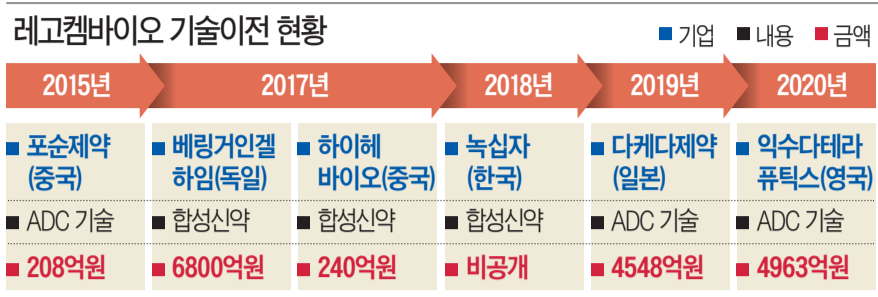 레고켐바이오 기술이전 현황
■ 기업 ■ 내용 ■ 금액
2015년 2017년 2018년 2019년 2020년
■ 포순제약
(중국)
■ ADC 기술
■ 208억원
■ 베링거인겔
하임(독일)
■ 합성신약
■ 6800억원
■ 하이헤
바이오(중국)
■ 합성신약
■ 240억원
■ 녹십자
(한국)
■ 합성신약
■ 비공개
■ 다케다제약
(일본)
■ ADC 기술
■ 4548억원
■ 익수다테라
퓨틱스(영국)
■ ADC 기술
■ 4963억원